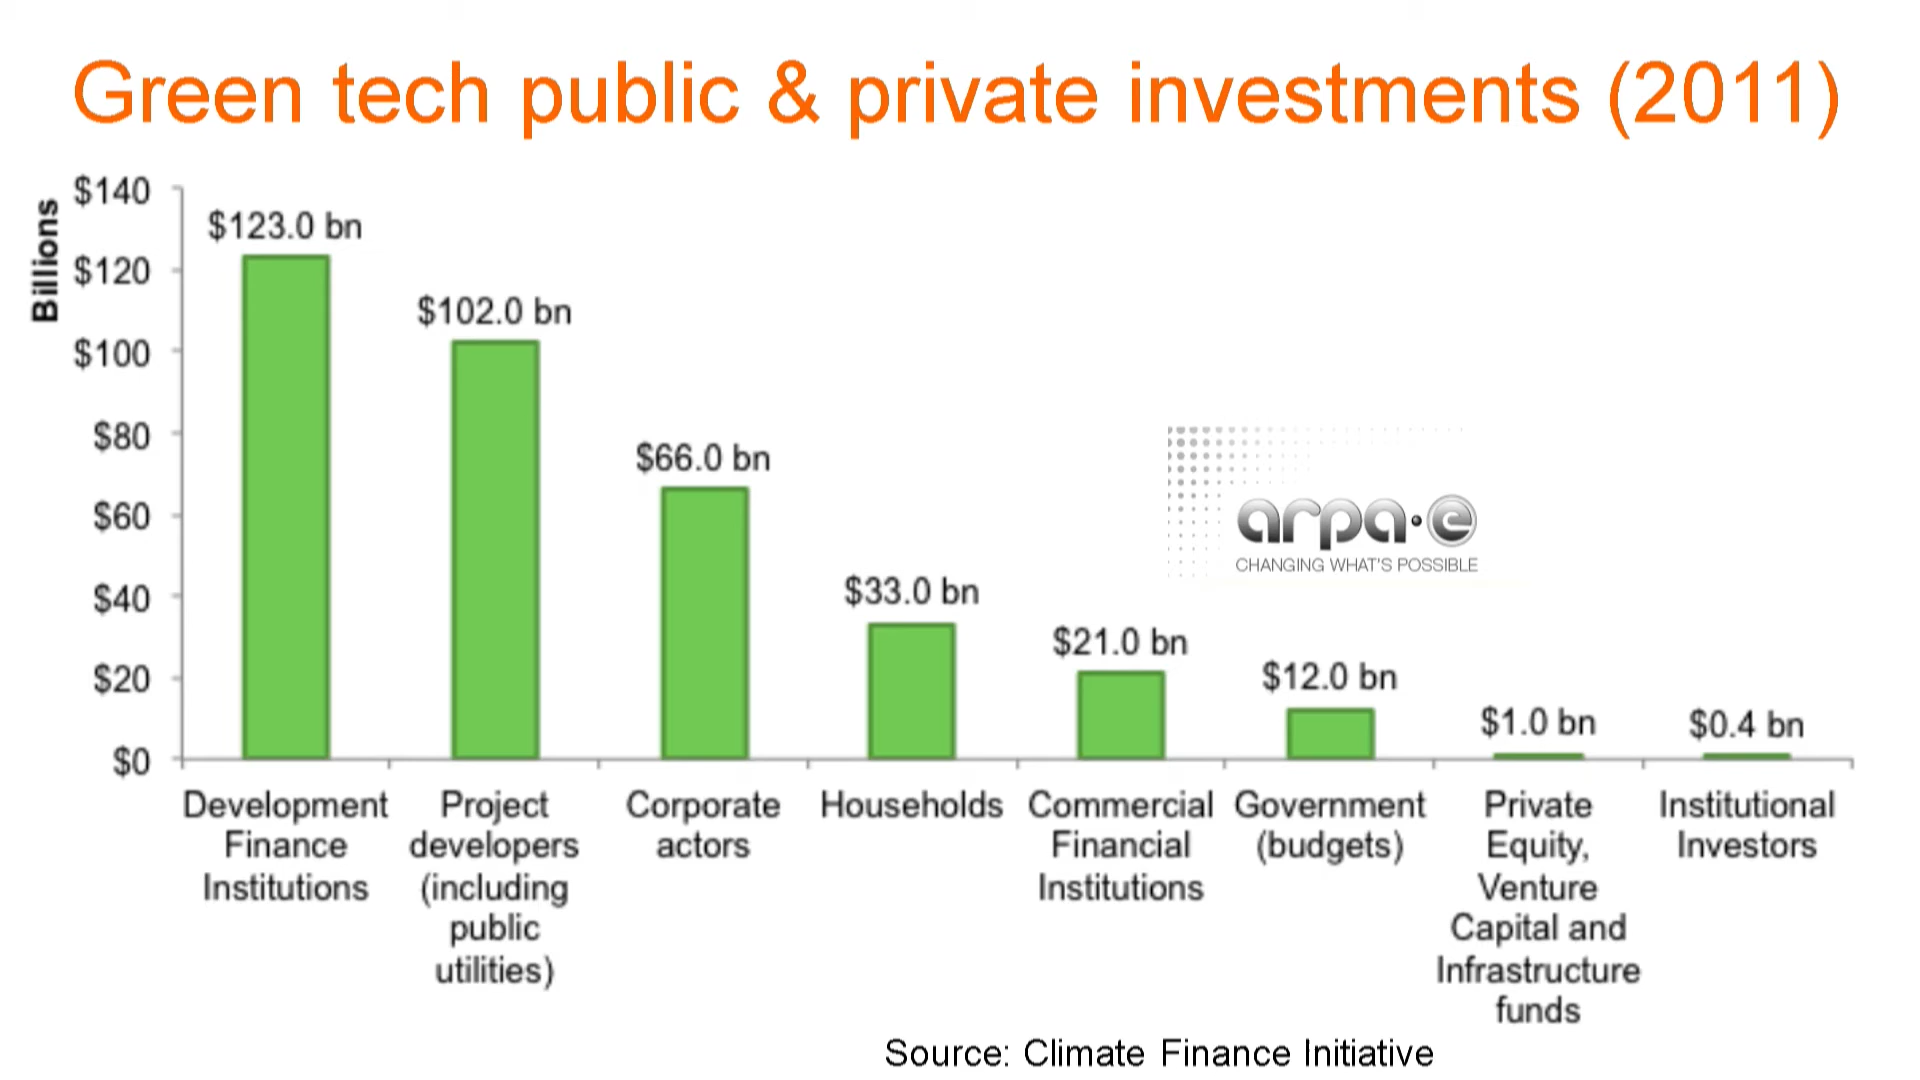 Green tech public & private investments (2011)
Billions
$140
$120
$100
$80
$60
$40
$20
$0
$123.0 bn
$102.0 bn
$66.0 bn
$33.0 bn
$21.0 bn
$12.0 bn
$1.0 bn
$0.4 bn
arpa·e
CHANGING WHAT'S POSSIBLE
Development
Finance
Institutions
Project
developers
(including
public
utilities)
Corporate
actors
Households
Commercial
Financial
Institutions
Government
(budgets)
Private
Equity,
Venture
Capital and
Infrastructure
funds
Institutional
Investors
Source: Climate Finance Initiative